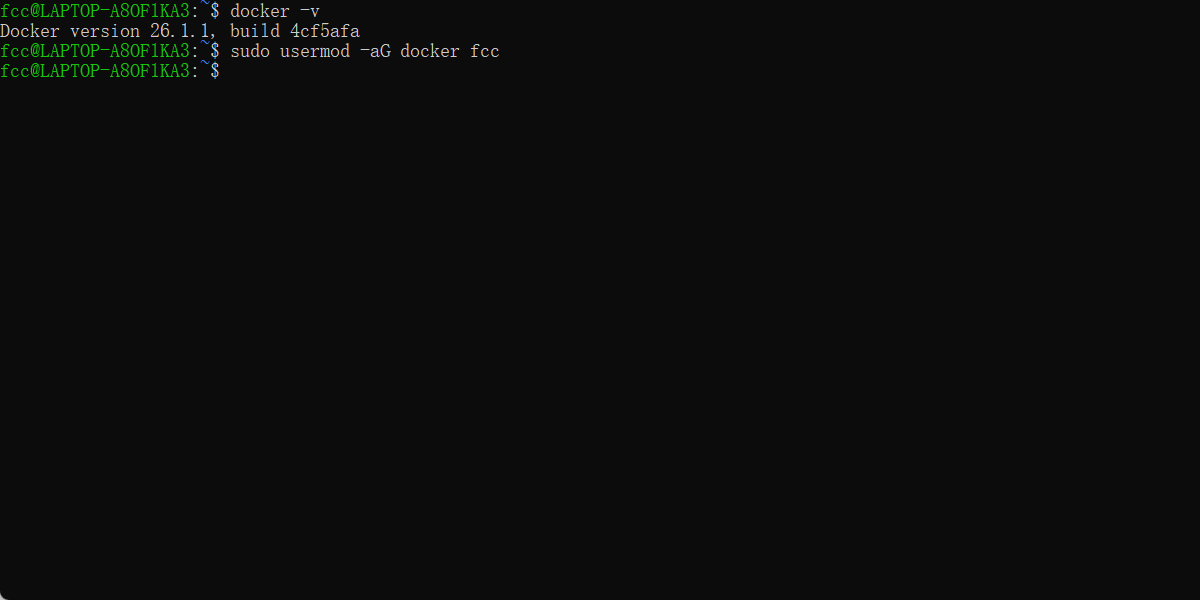 fcc@LAPTOP-A8OF1KA3:~$ docker -v
Docker version 26.1.1, build 4cf5afa
fcc@LAPTOP-A8OF1KA3:~$ sudo usermod -aG docker fcc
fcc@LAPTOP-A8OF1KA3:~$